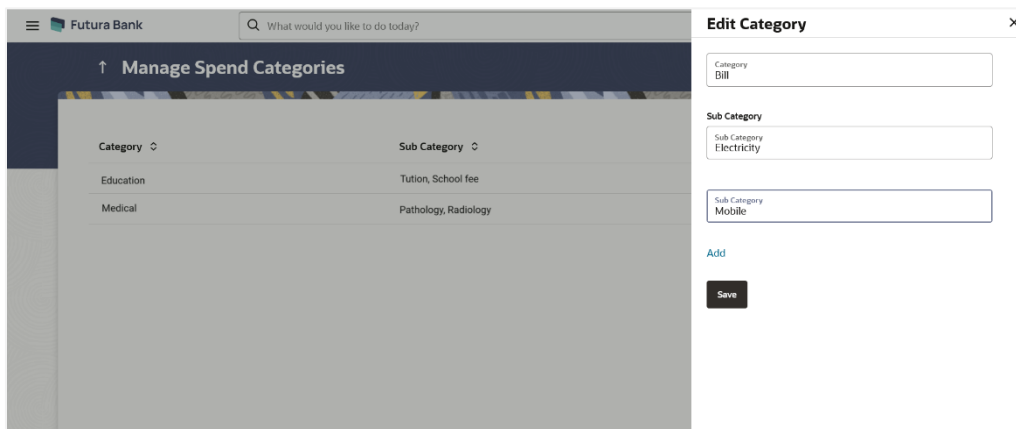 Futura Bank
What would you like to do today?
Manage Spend Categories
Category
Sub Category
Education
Tution, School fee
Medical
Pathology, Radiology
Edit Category
Category
Bill
Sub Category
Sub Category
Electricity
Sub Category
Mobile
Add
Save